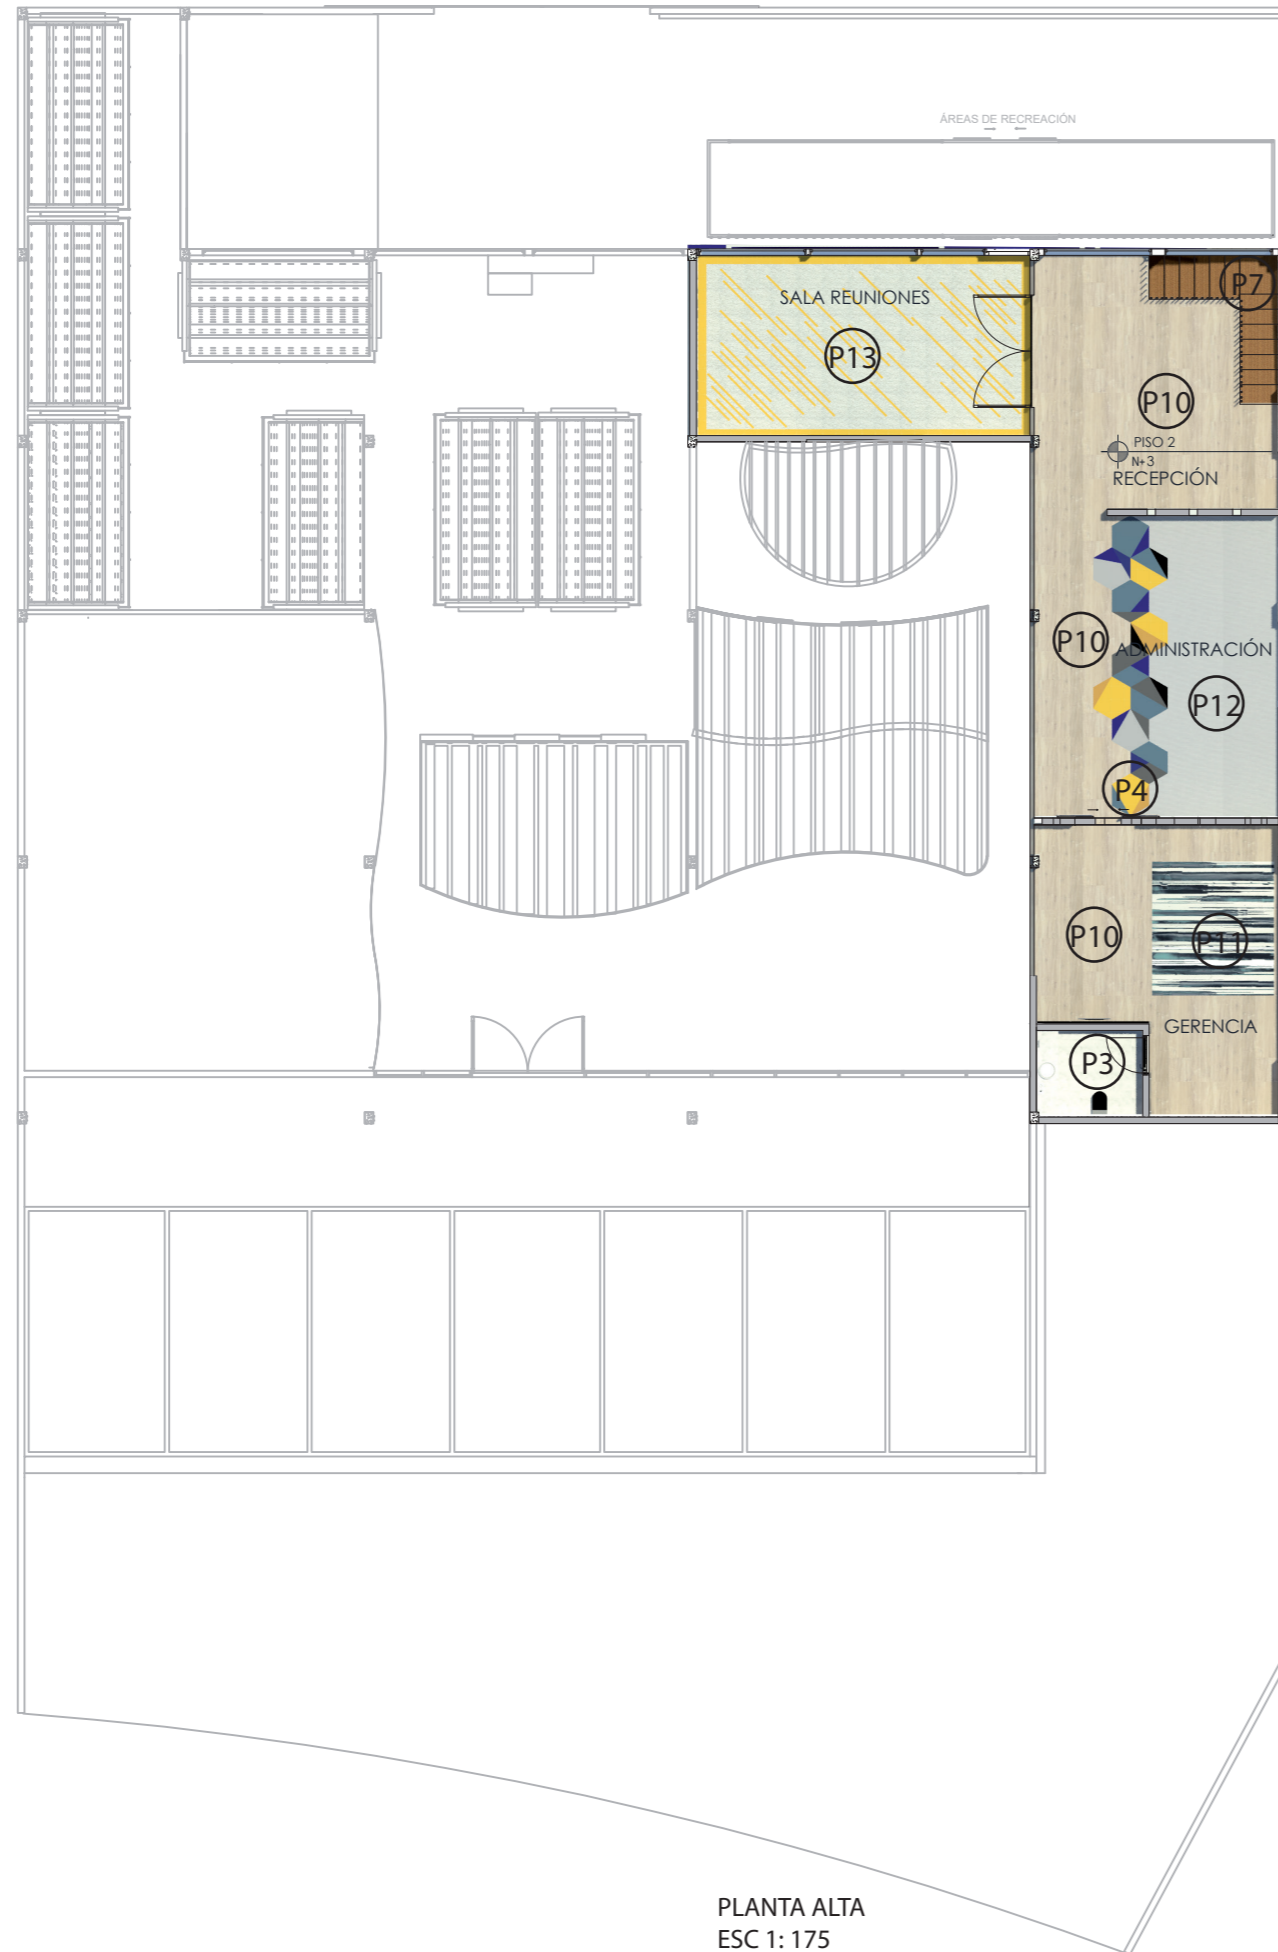 ÁREAS DE RECREACIÓN
SALA REUNIONES
P13
P7
P10
PISO 2
N+3
RECEPCIÓN
P10
ADMINISTRACIÓN
P12
P4
P10
P11
GERENCIA
P3
PLANTA ALTA
ESC 1: 175